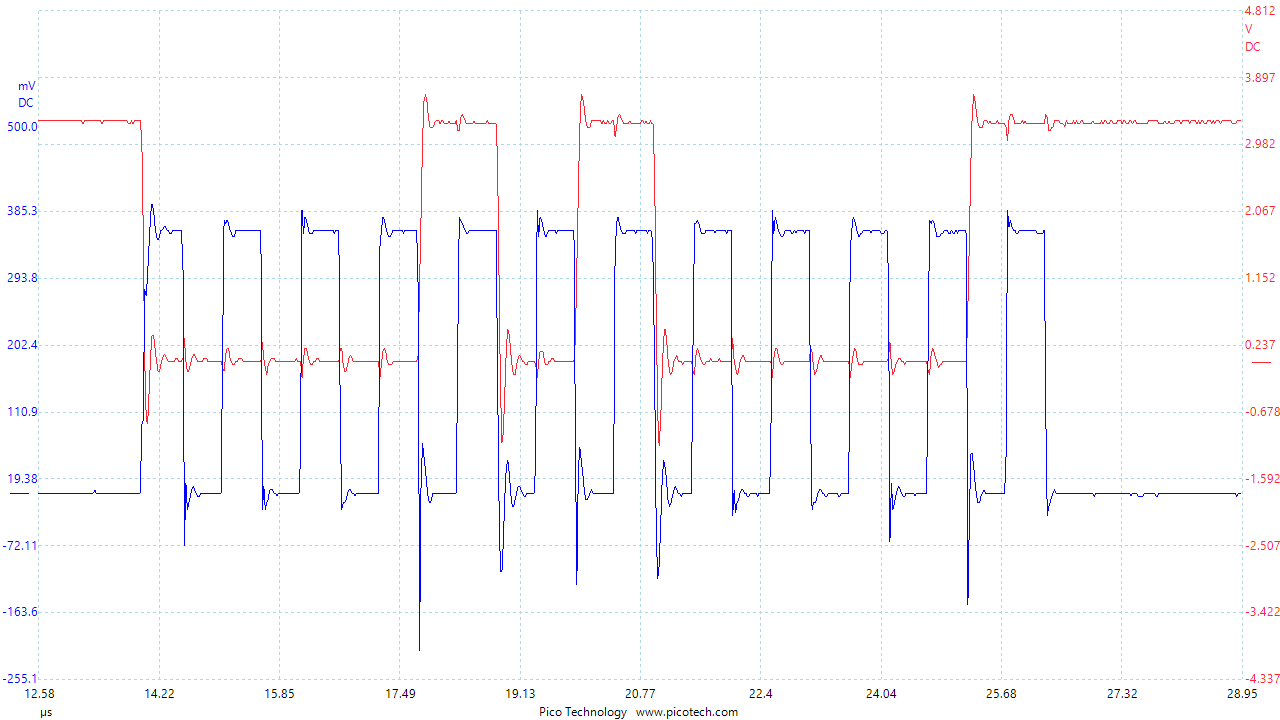 4.812
V
DC
3.897
mV
DC
500.0
2.982
385.3
2.067
293.8
1.152
202.4
0.237
110.9
-0.678
19.38
-1.592
-72.11
-2.507
-163.6
-3.422
-255.1
-4.337
12.58 14.22 15.85 17.49 19.13 20.77 22.4 24.04 25.68 27.32 28.95
µs
Pico Technology www.picotech.com